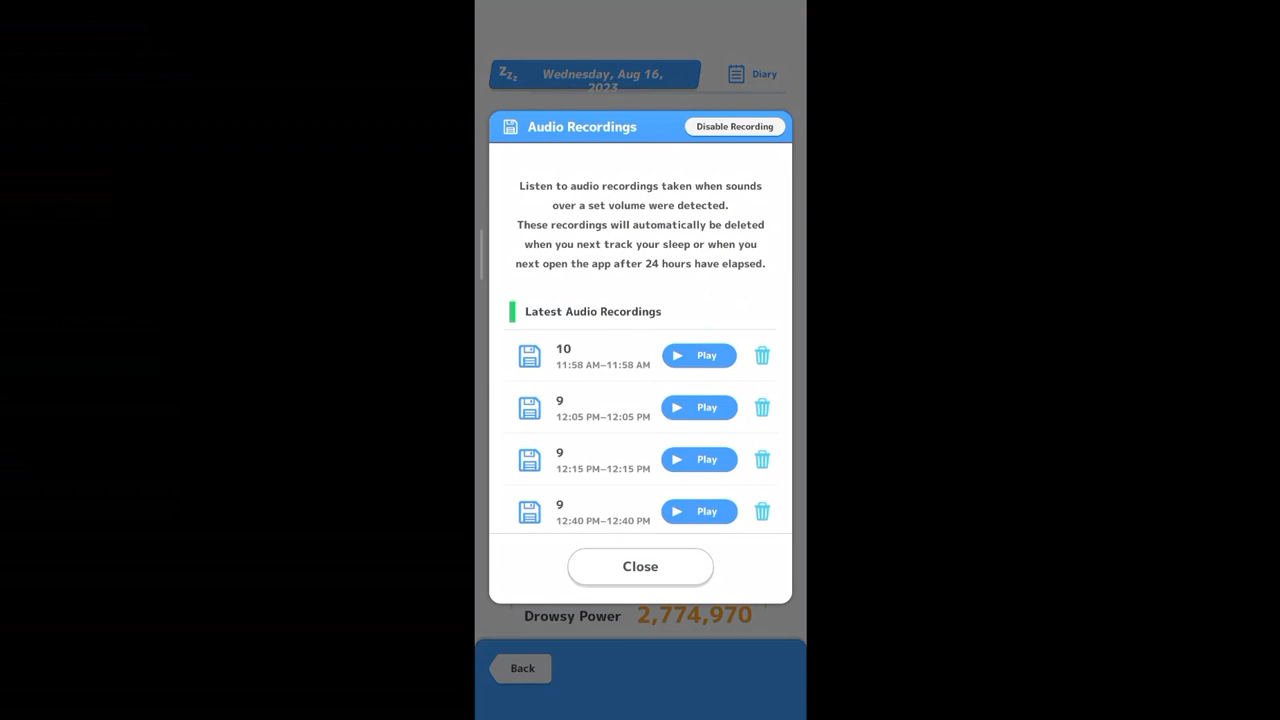 zzz
Wednesday, Aug 16,
2023
Diary
Audio Recordings
Disable Recording
Listen to audio recordings taken when sounds
over a set volume were detected.
These recordings will automatically be deleted
when you next track your sleep or when you
next open the app after 24 hours have elapsed.
Latest Audio Recordings
10
11:58 AM–11:58 AM
Play
9
12:05 PM–12:05 PM
Play
9
12:15 PM–12:15 PM
Play
9
12:40 PM–12:40 PM
Play
Close
Drowsy Power 2,774,970
Back